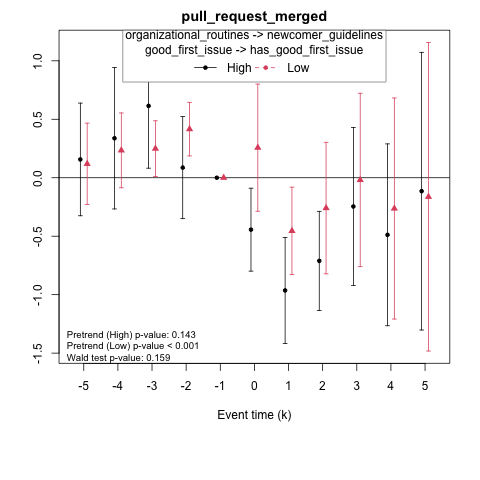 pull_request_merged
organizational_routines -> newcomer_guidelines
good_first_issue -> has_good_first_issue
High Low
1.0
0.5
0.0
-0.5
-1.0
-1.5
Pretrend (High) p-value: 0.143
Pretrend (Low) p-value < 0.001
Wald test p-value: 0.159
-5 -4 -3 -2 -1 0 1 2 3 4 5
Event time (k)